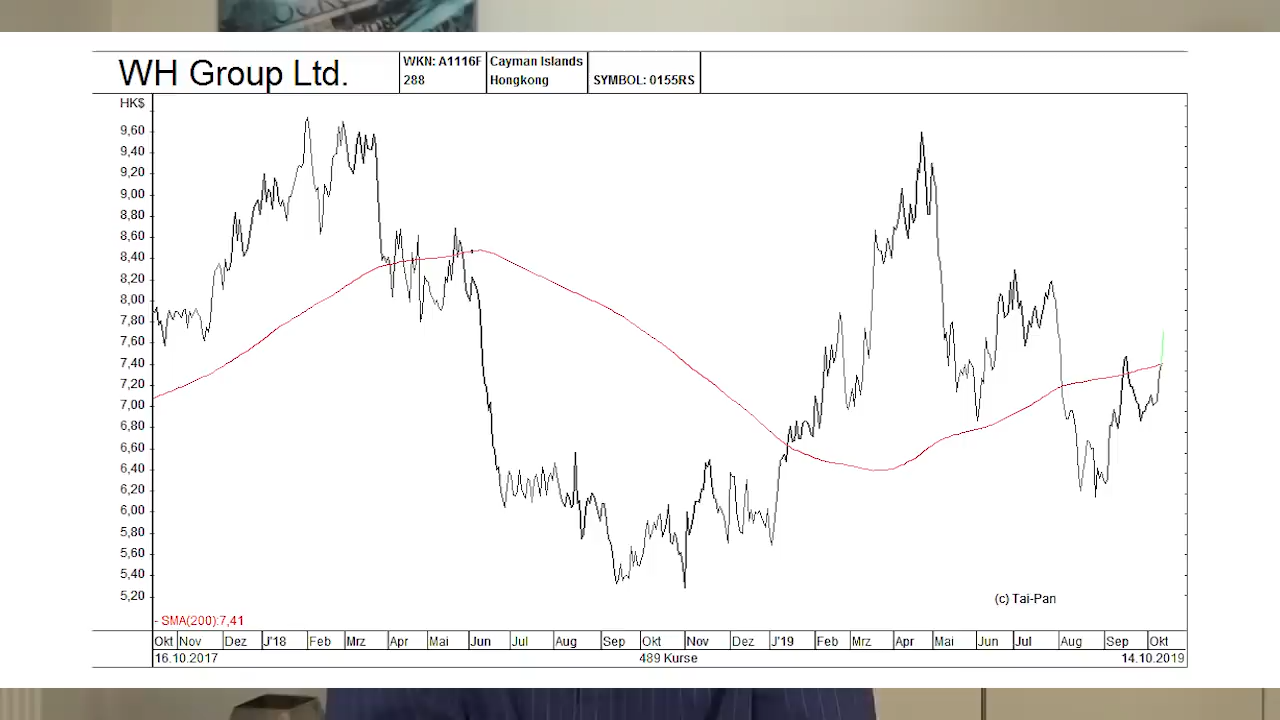 WH Group Ltd.
WKN: A1116F
288
Cayman Islands
Hongkong
SYMBOL: 0155RS
HK$
9,60
9,40
9,20
9,00
8,80
8,60
8,40
8,20
8,00
7,80
7,60
7,40
7,20
7,00
6,80
6,60
6,40
6,20
6,00
5,80
5,60
5,40
5,20
(c) Tai-Pan
- SMA(200):7,41
Okt Nov Dez J'18 Feb Mrz Apr Mai Jun Jul Aug Sep Okt Nov Dez J'19 Feb Mrz Apr Mai Jun Jul Aug Sep Okt
16.10.2017 489 Kurse 14.10.2019